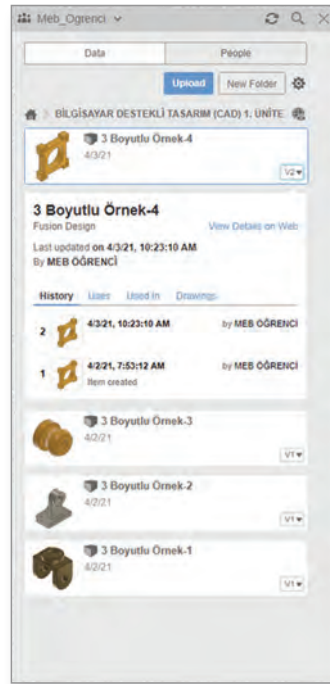 Meb_Ogrenci
Data People
Upload New Folder
BİLGİSAYAR DESTEKLİ TASARIM (CAD) 1. ÜNİTE
3 Boyutlu Örnek-4
4/3/21
V2
3 Boyutlu Örnek-4
Fusion Design View Details on Web
Last updated on 4/3/21, 10:23:10 AM
By MEB ÖĞRENCİ
History Uses Used In Drawings
2 4/3/21, 10:23:10 AM by MEB ÖĞRENCİ
1 4/2/21, 7:53:12 AM by MEB ÖĞRENCİ
Item created
3 Boyutlu Örnek-3
4/2/21
V1
3 Boyutlu Örnek-2
4/2/21
V1
3 Boyutlu Örnek-1
4/2/21
V1